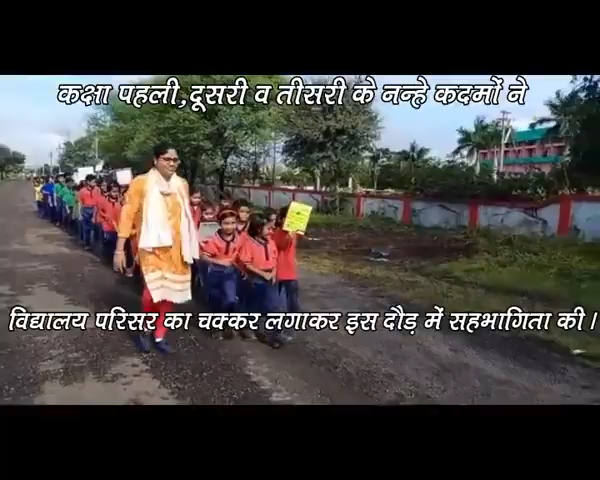 कक्षा पहली,दूसरी व तीसरी के नन्हे कदमों ने
विद्यालय परिसर का चक्कर लगाकर इस दौड़ में सहभागिता की।